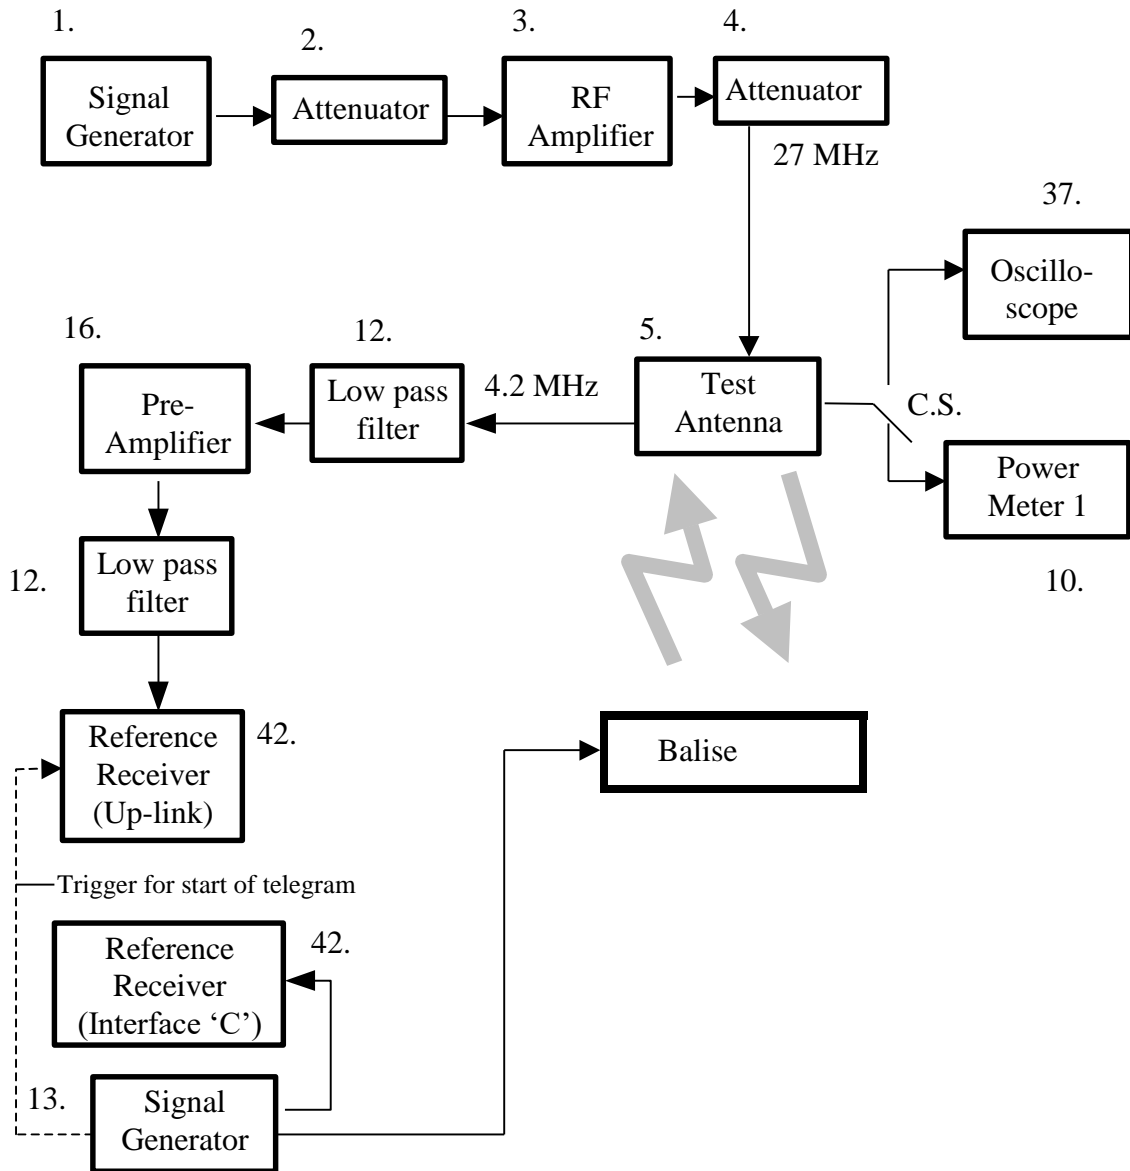 1.
2.
3.
4.
Signal
Generator
Attenuator
RF
Amplifier
Attenuator
27 MHz
37.
Oscillo-
scope
16.
12.
5.
Pre-
Amplifier
Low pass
filter
4.2 MHz
Test
Antenna
C.S.
Power
Meter 1
10.
12.
Low pass
filter
Reference
Receiver
(Up-link)
42.
Balise
Trigger for start of telegram
Reference
Receiver
(Interface ‘C’)
42.
13.
Signal
Generator